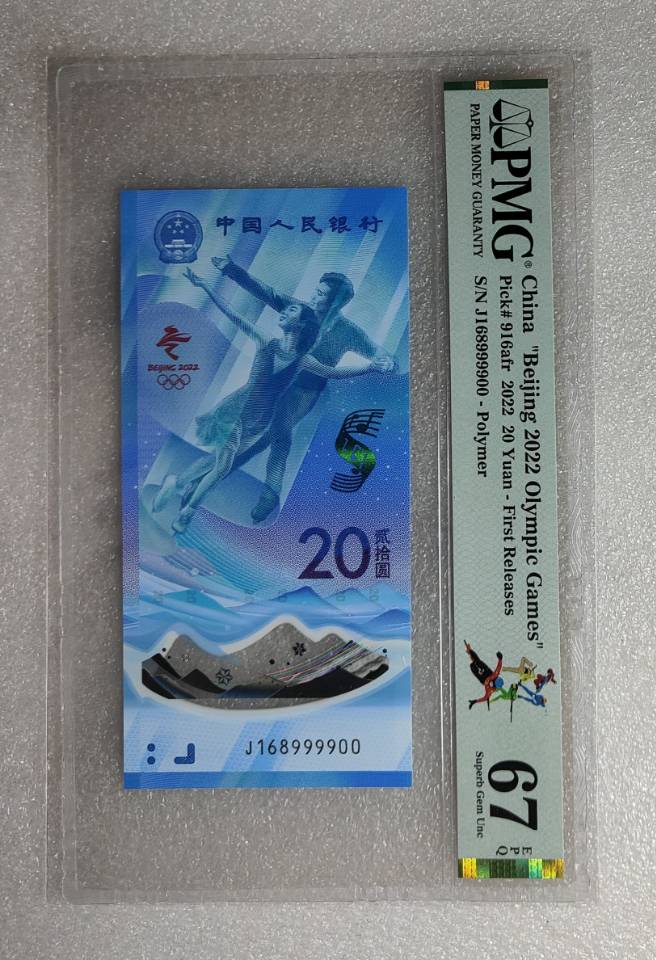 中国人民银行
BEIJING 2022
20
贰拾圆
J168999900
PMG®
PAPER MONEY GUARANTY
China "Beijing 2022 Olympic Games"
Pick# 916afr 2022 20 Yuan - First Releases
S/N J168999900 - Polymer
67
EPQ
Superb Gem Unc